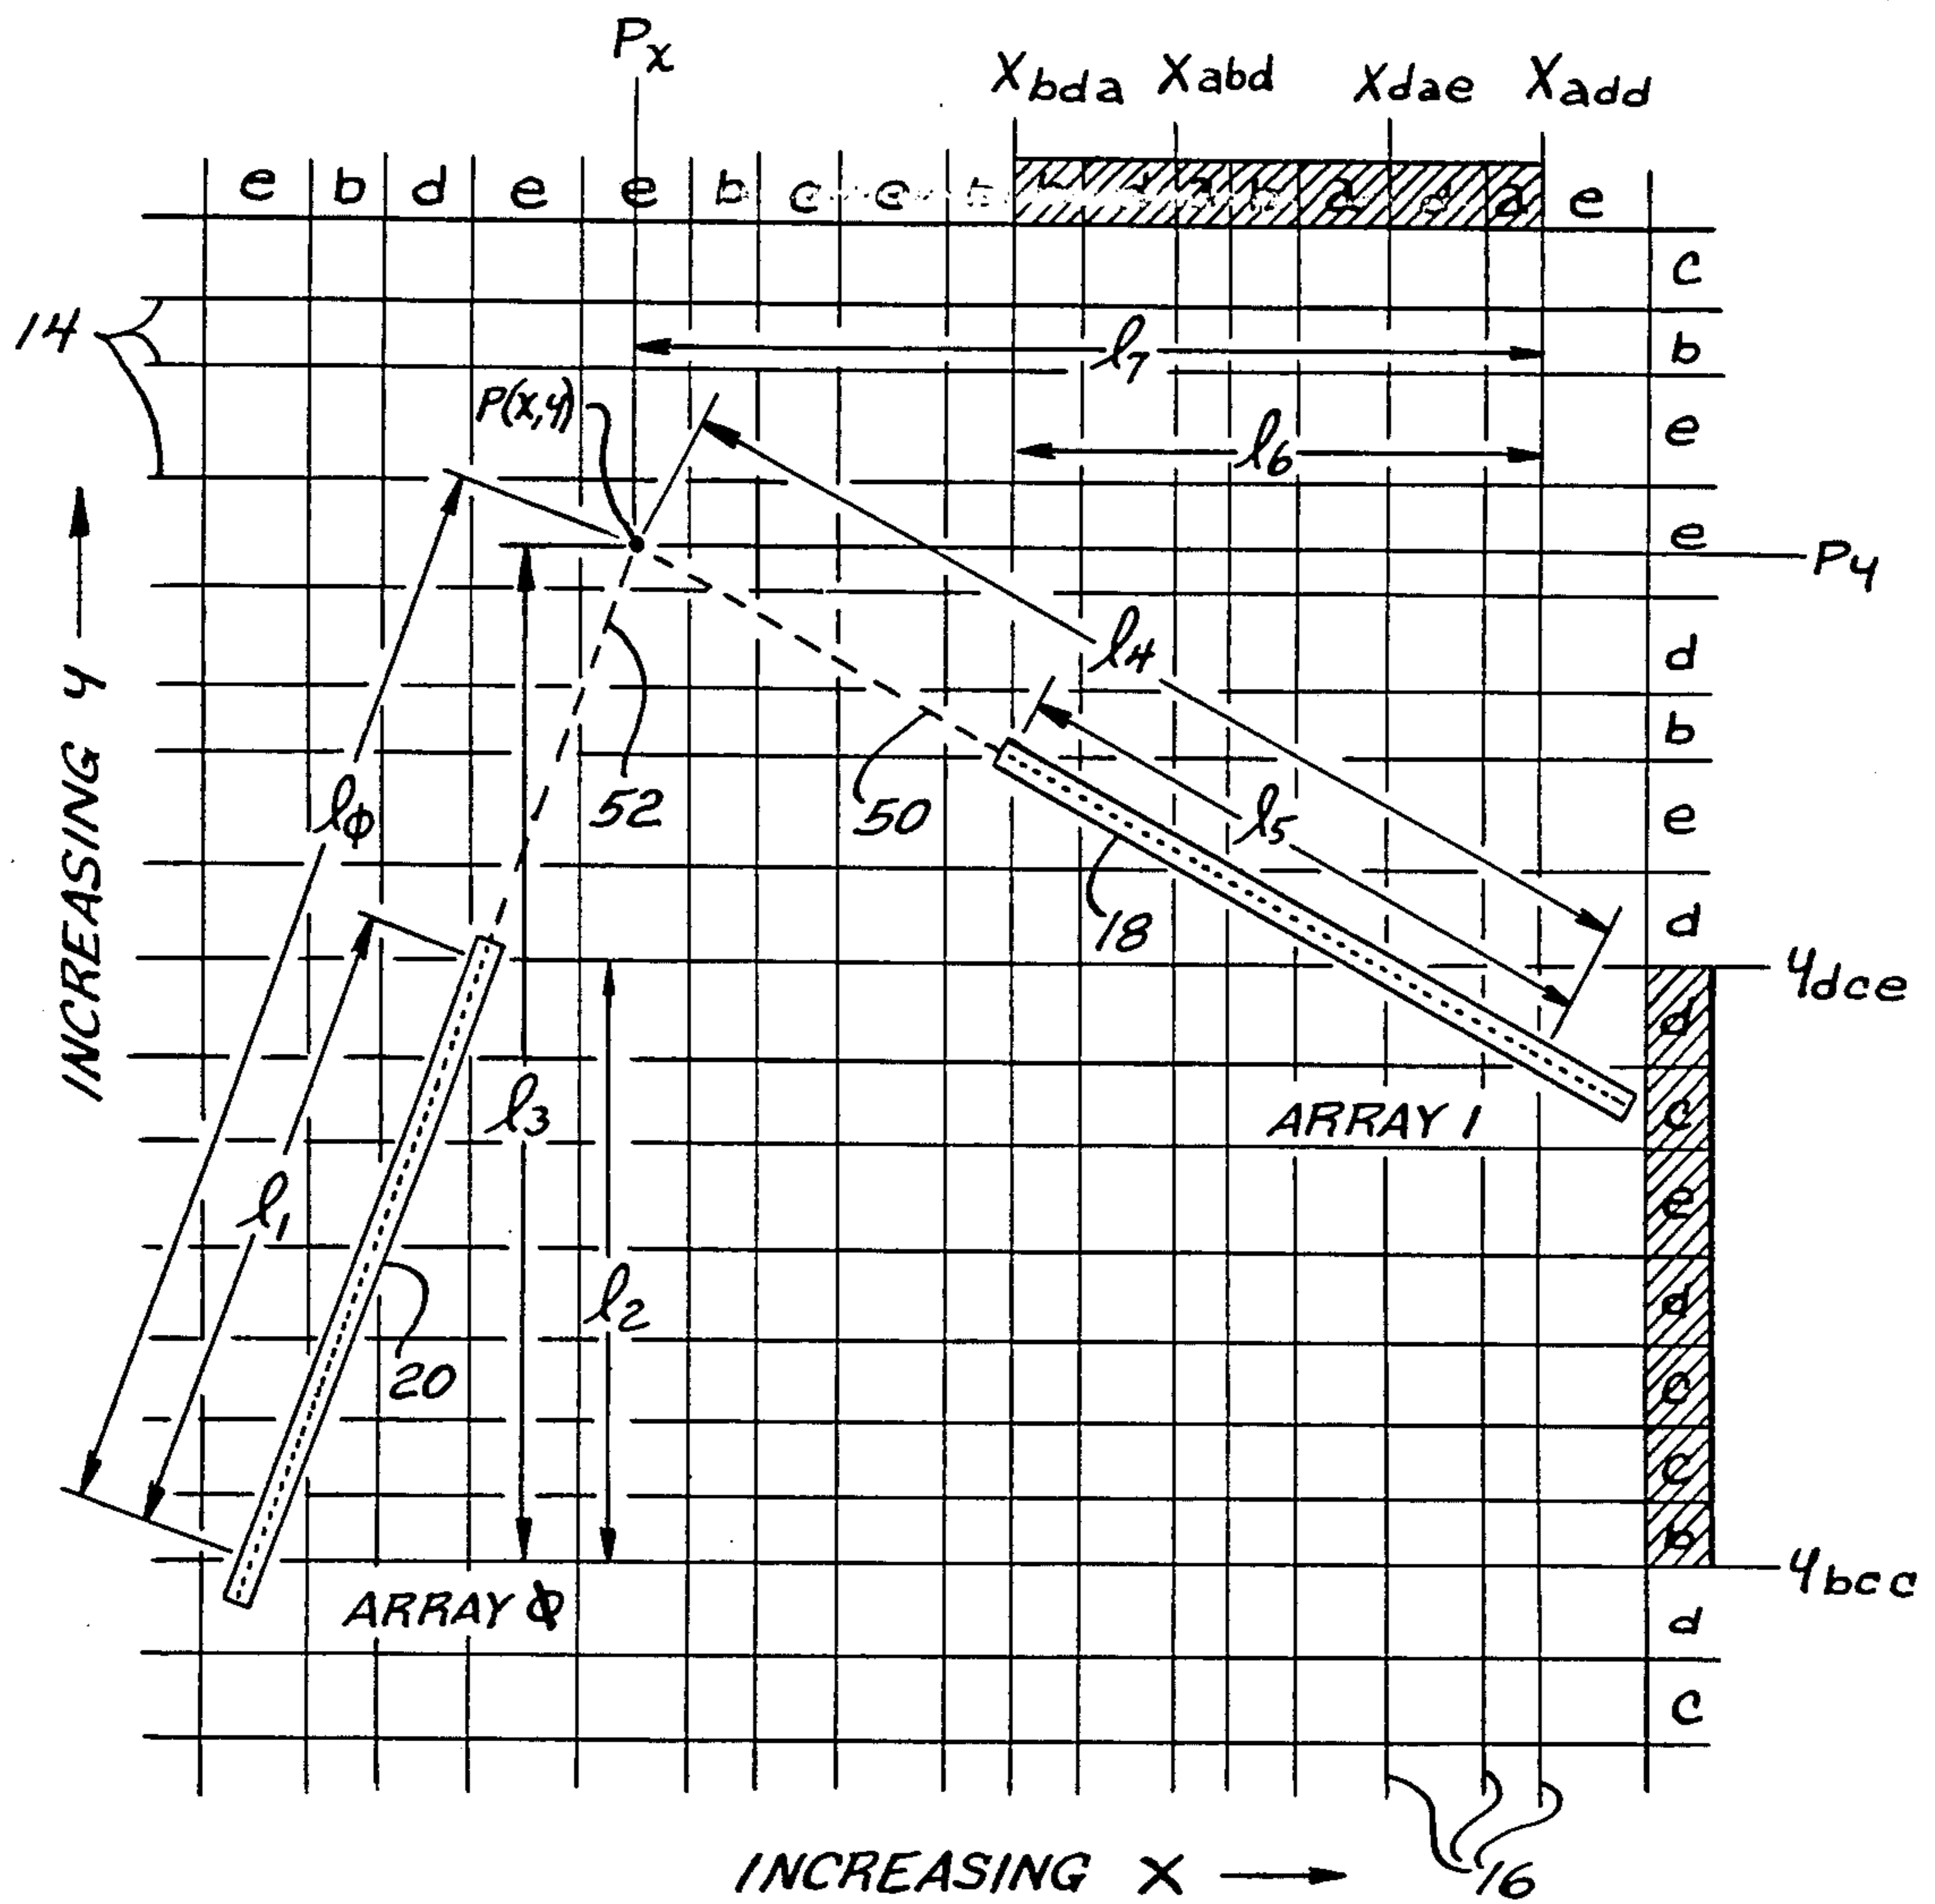 Px
Xbda Xabd Xdae Xadd
e b d e e b c e b
a d a e
c
14
l7
b
P(x,y)
e
l6
e
Py
l4
d
b
52
50
l5
e
lφ
18
d
ydce
d
l3
ARRAY 1
c
l1
e
l2
d
20
c
c
b
ybcc
ARRAY φ
d
c
INCREASING y
INCREASING X
16